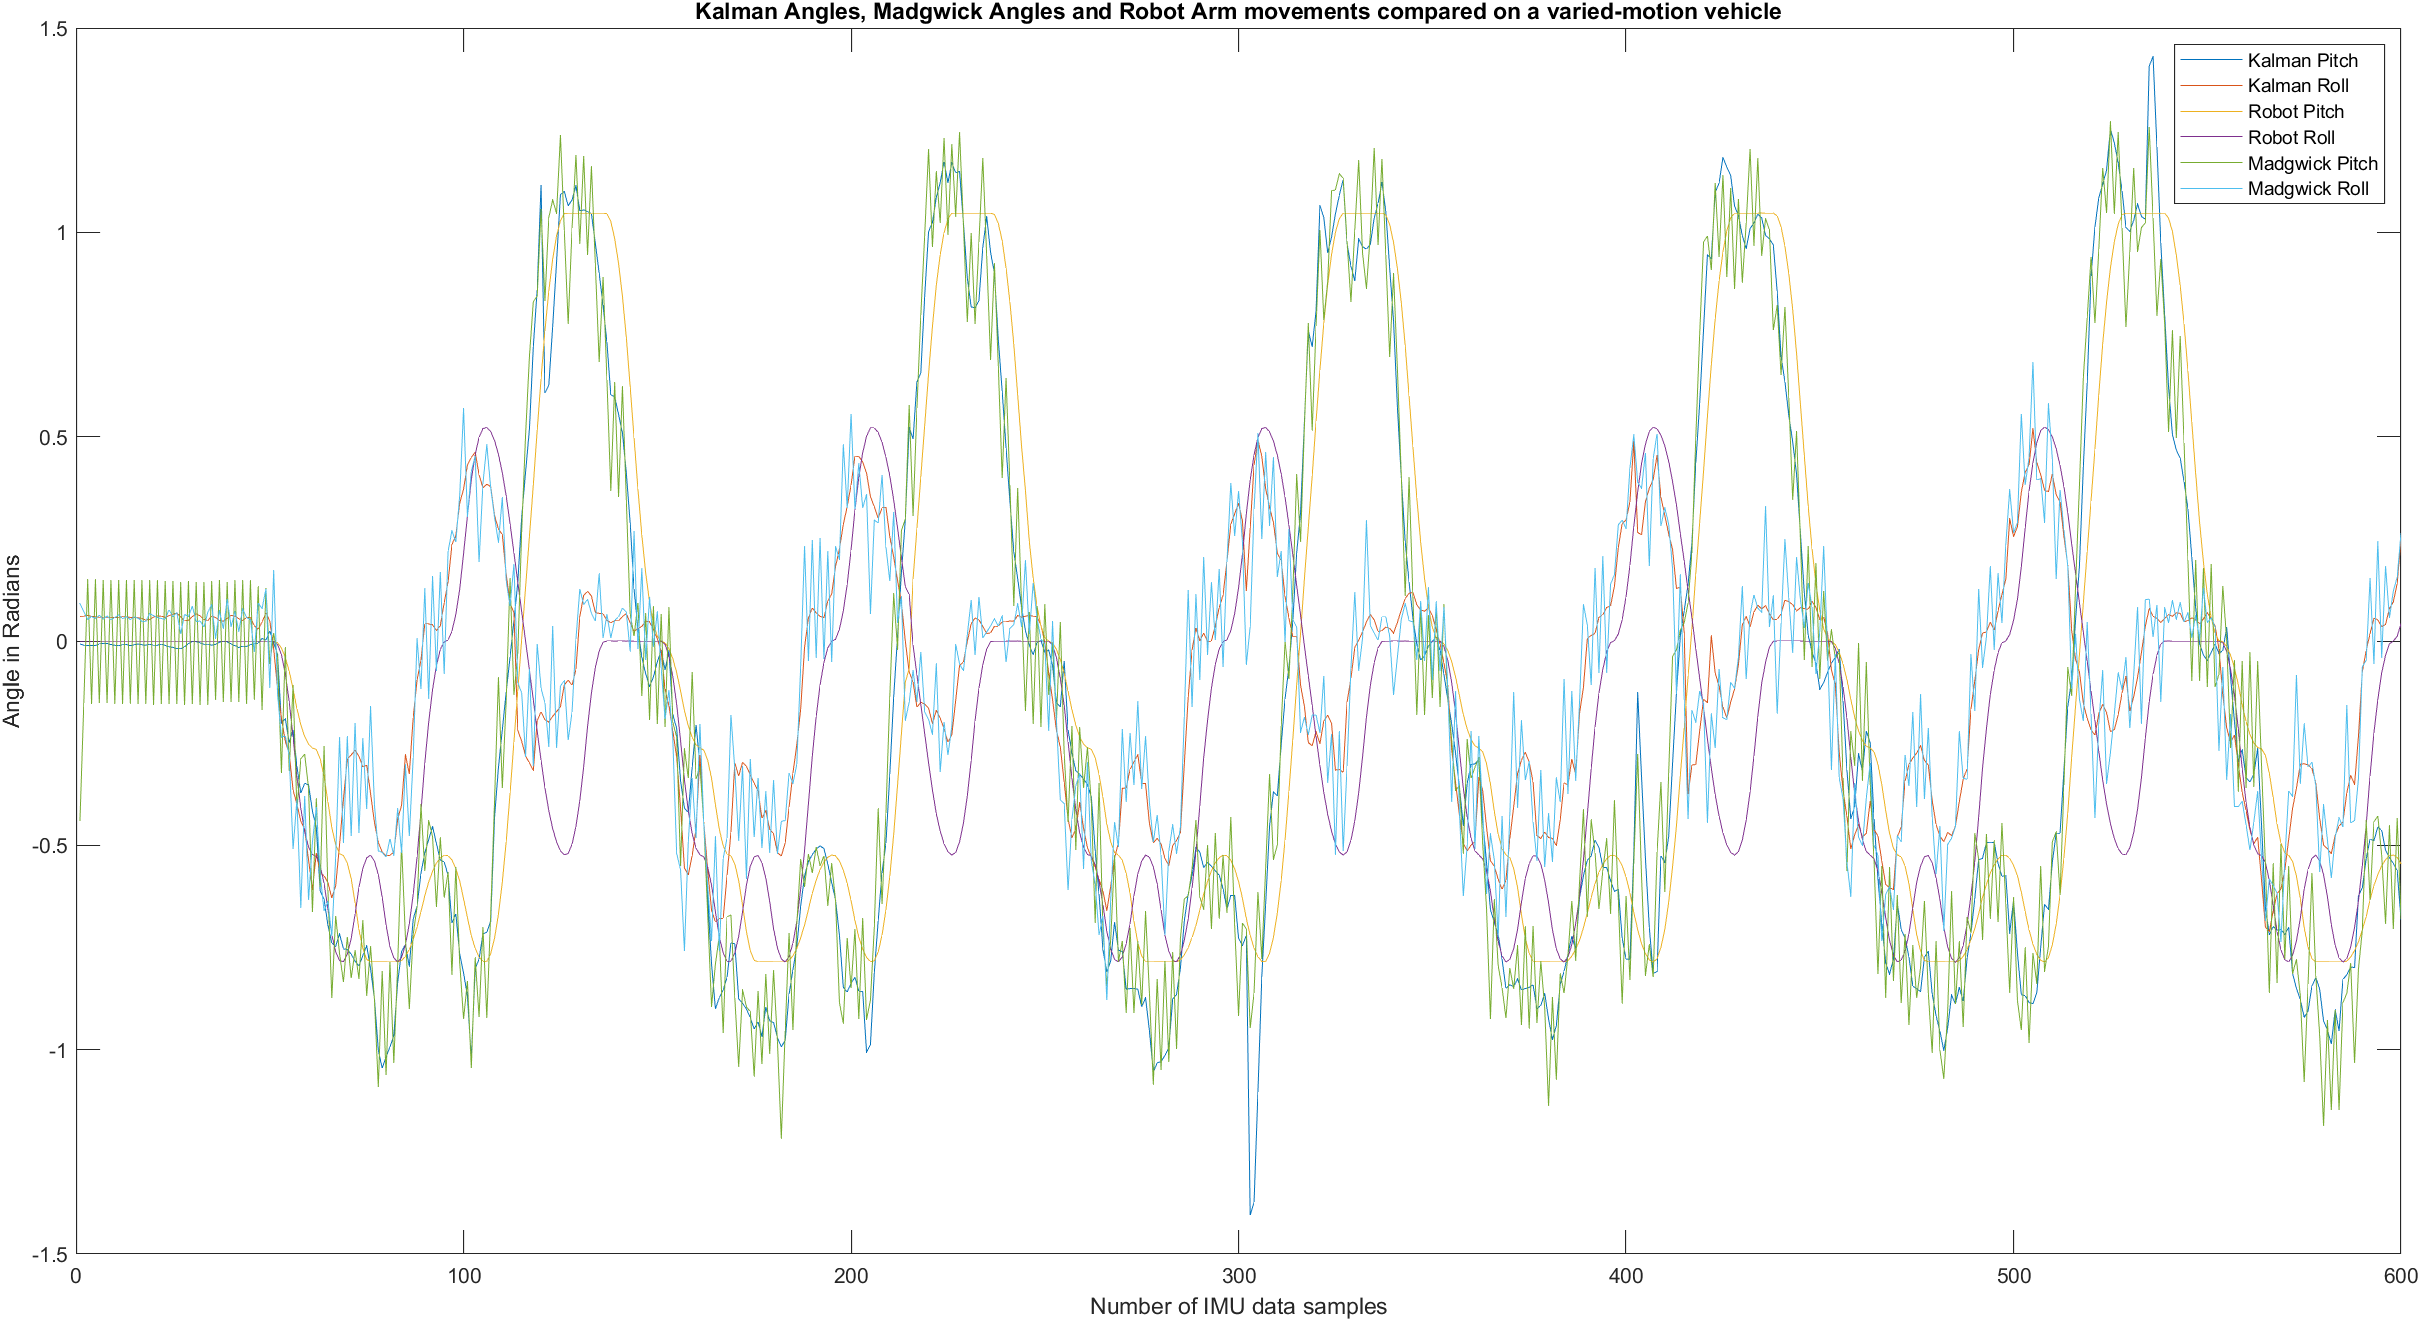 Kalman Angles, Madgwick Angles and Robot Arm movements compared on a varied-motion vehicle
1.5
1
0.5
0
-0.5
-1
-1.5
Angle in Radians
Kalman Pitch
Kalman Roll
Robot Pitch
Robot Roll
Madgwick Pitch
Madgwick Roll
0 100 200 300 400 500 600
Number of IMU data samples